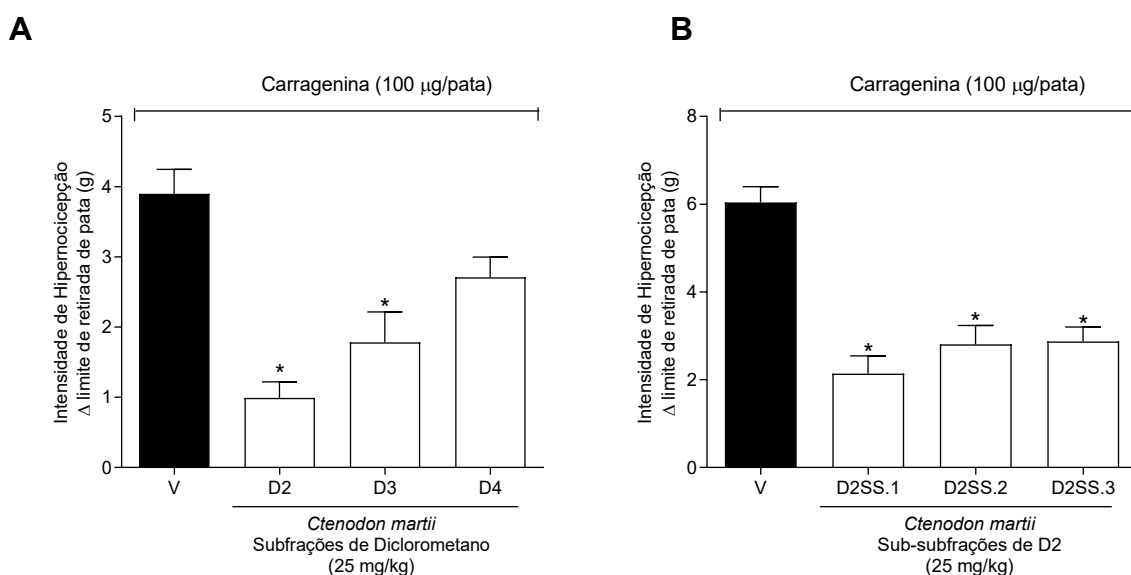 A
Carragenina (100 μg/pata)
Intensidade de Hipernocicepção
Δ limite de retirada de pata (g)
5
4
3
2
1
0
*
*
V
D2
D3
D4
Ctenodon martii
Subfrações de Diclorometano
(25 mg/kg)
B
Carragenina (100 μg/pata)
Intensidade de Hipernocicepção
Δ limite de retirada de pata (g)
8
6
4
2
0
*
*
*
V
D2SS.1
D2SS.2
D2SS.3
Ctenodon martii
Sub-subfrações de D2
(25 mg/kg)